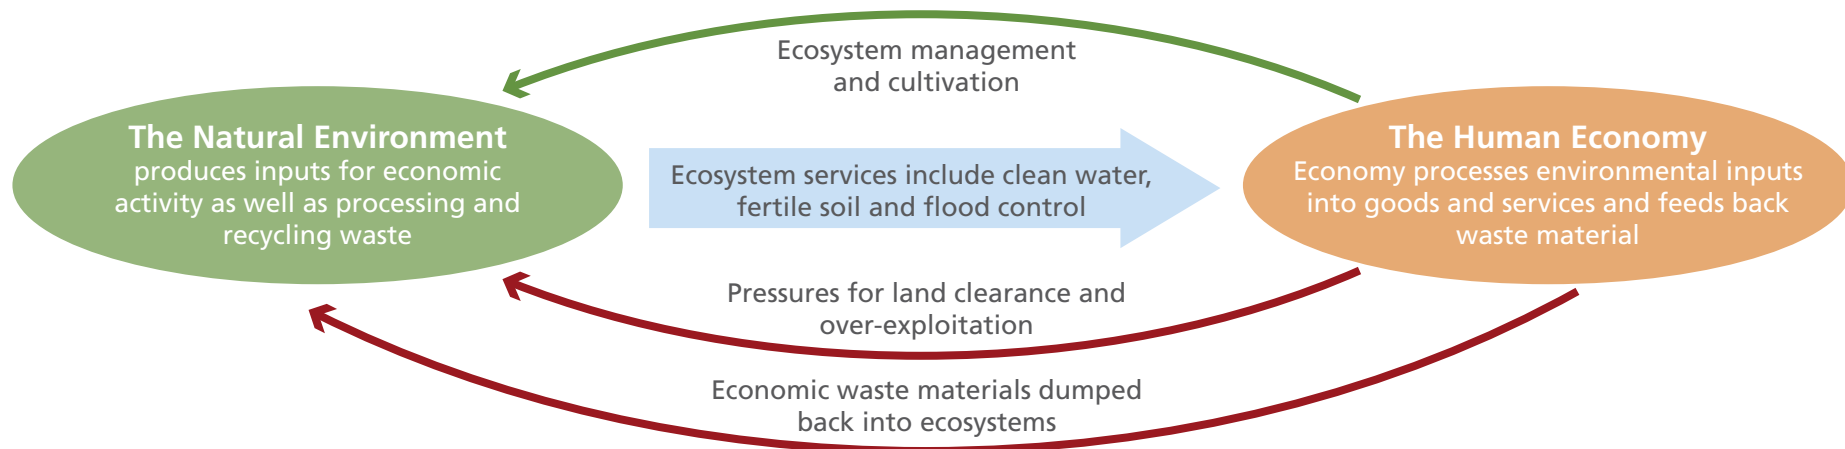 Ecosystem management
and cultivation
The Natural Environment
produces inputs for economic
activity as well as processing and
recycling waste
Ecosystem services include clean water,
fertile soil and flood control
The Human Economy
Economy processes environmental inputs
into goods and services and feeds back
waste material
Pressures for land clearance and
over-exploitation
Economic waste materials dumped
back into ecosystems